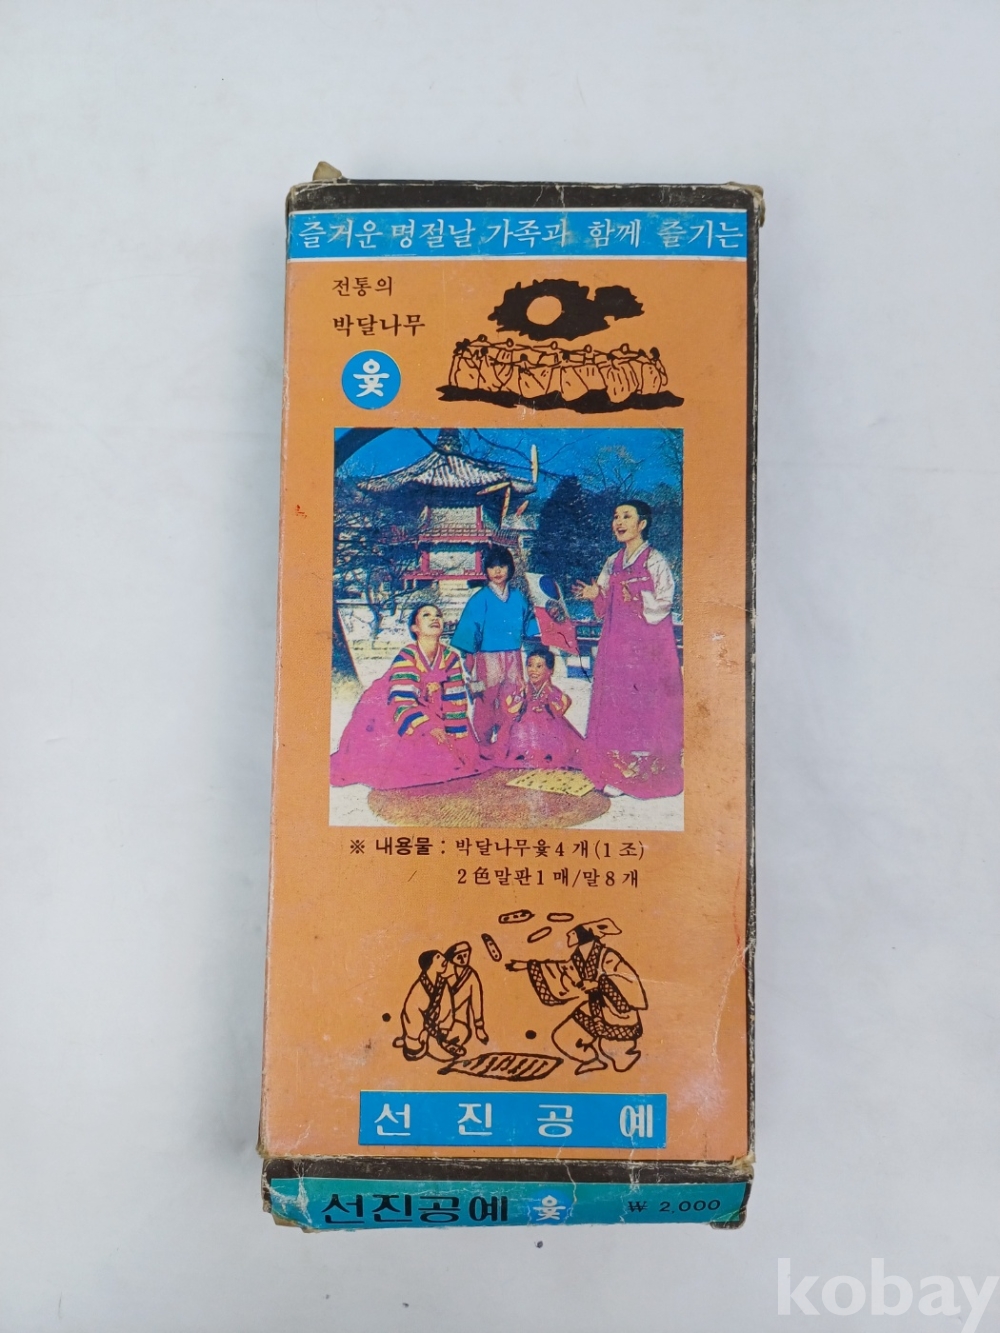 즐거운 명절날 가족과 함께 즐기는
전통의
박달나무
윷
※ 내용물 : 박달나무윷4개(1조)
2色말판1매/말8개
선진공예
선진공예 윷 ₩ 2,000
kobay